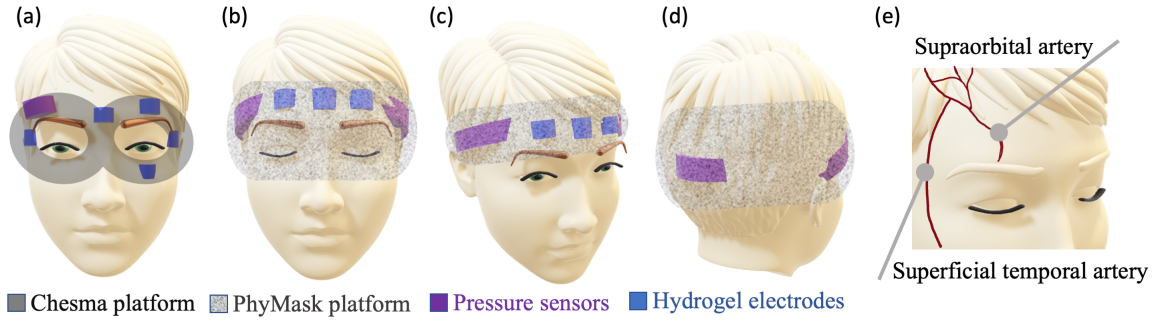 (a) (b) (c) (d) (e)
Supraorbital artery
Superficial temporal artery
Chesma platform PhyMask platform Pressure sensors Hydrogel electrodes